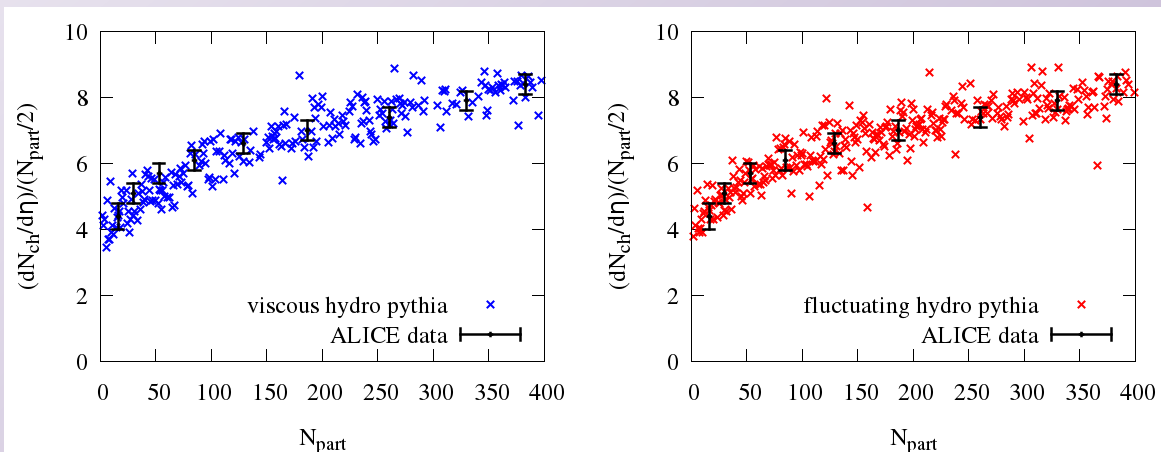 10
8
6
4
2
0
(dN_ch/dη)/(N_part/2)
viscous hydro pythia
ALICE data
0 50 100 150 200 250 300 350 400
N_part
10
8
6
4
2
0
(dN_ch/dη)/(N_part/2)
fluctuating hydro pythia
ALICE data
0 50 100 150 200 250 300 350 400
N_part